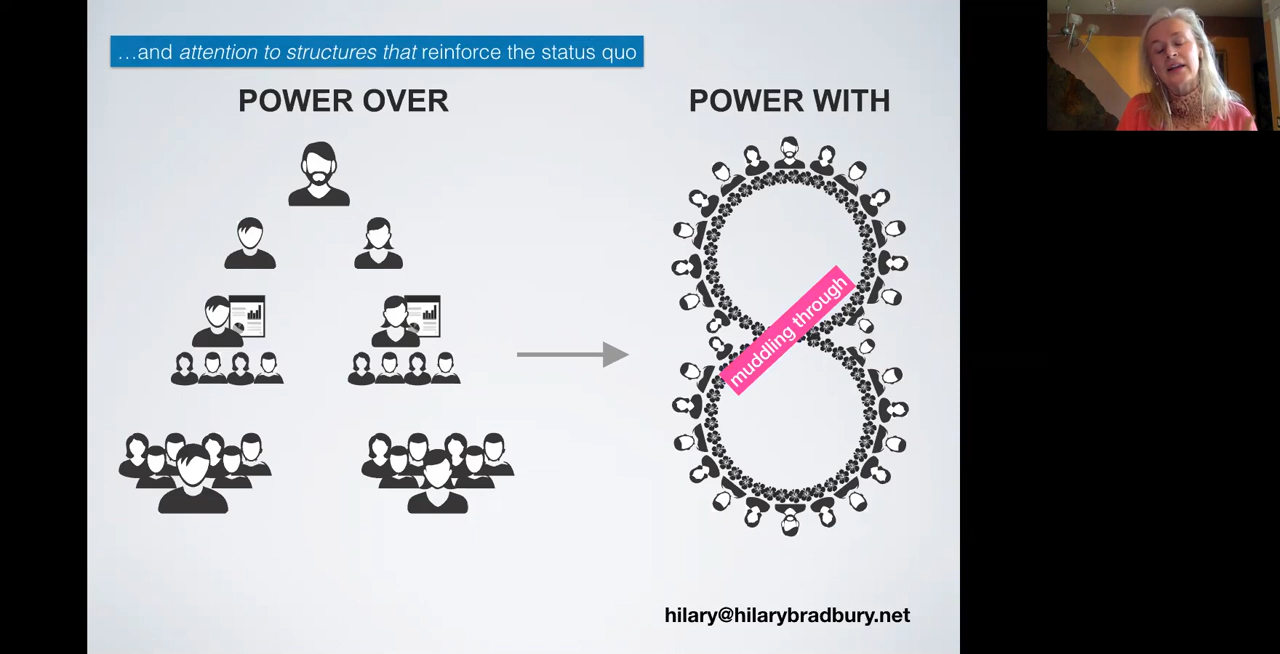 …and attention to structures that reinforce the status quo
POWER OVER
POWER WITH
muddling through
hilary@hilarybradbury.net